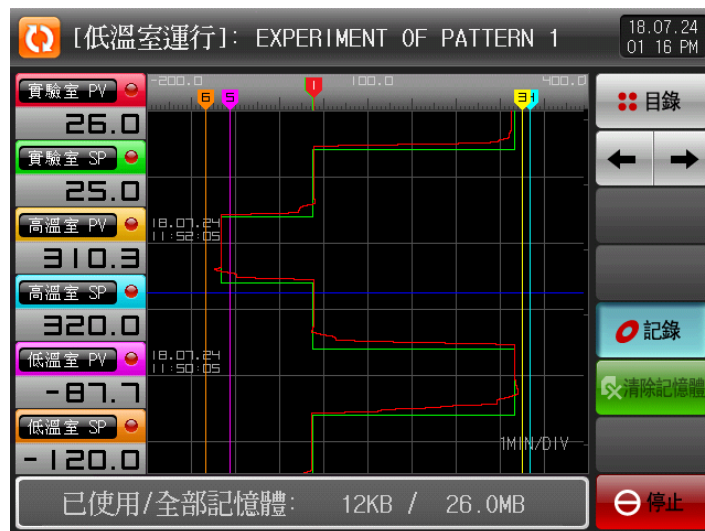 [低溫室運行]: EXPERIMENT OF PATTERN 1
18.07.24
01 16 PM
實驗室 PV
26.0
實驗室 SP
25.0
高溫室 PV
310.3
高溫室 SP
320.0
低溫室 PV
-87.7
低溫室 SP
-120.0
-200.0 100.0 400.0
6 5 1 3
18.07.24
11:52:05
18.07.24
11:50:05
1MIN/DIV
目錄
記錄
清除記憶體
停止
已使用/全部記憶體: 12KB / 26.0MB